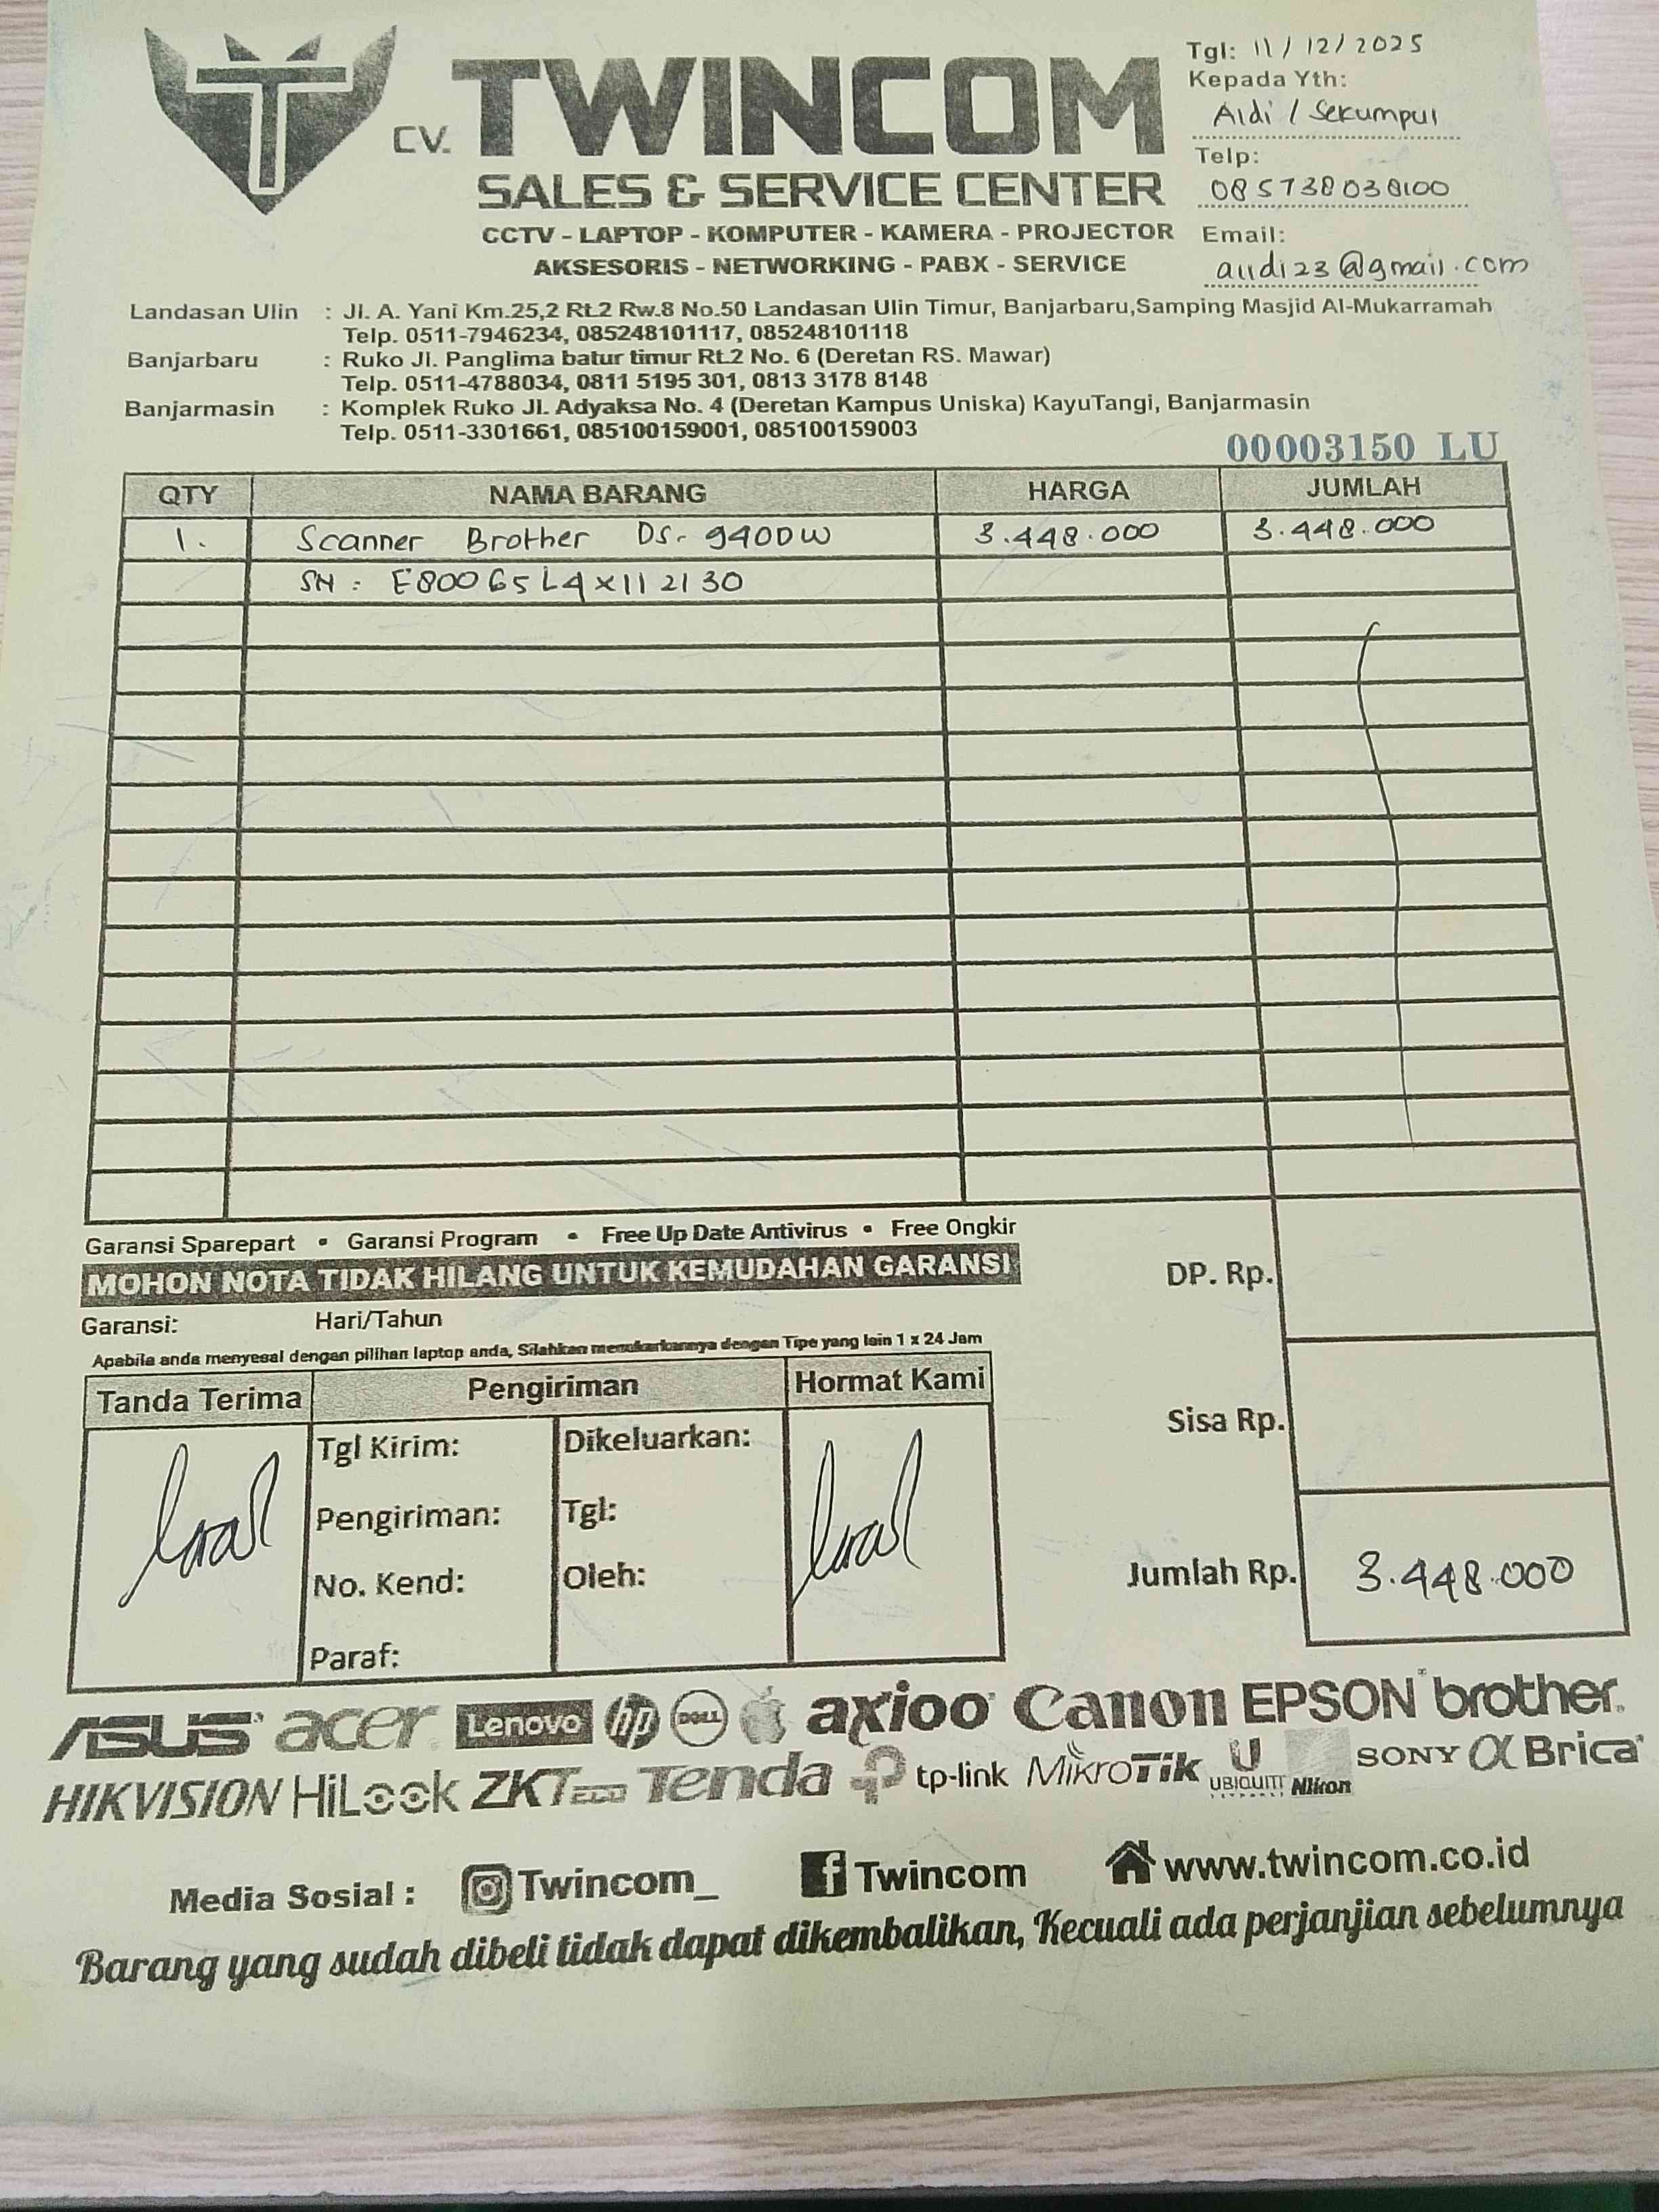 Tgl: 11/12/2025
Kepada Yth:
Aldi / Sekumpul
Telp:
085738038100
Email:
audi23@gmail.com
CV. TWINCOM
SALES & SERVICE CENTER
CCTV - LAPTOP - KOMPUTER - KAMERA - PROJECTOR
AKSESORIS - NETWORKING - PABX - SERVICE
Landasan Ulin : Jl. A. Yani Km.25,2 Rt.2 Rw.8 No.50 Landasan Ulin Timur, Banjarbaru,Samping Masjid Al-Mukarramah
Telp. 0511-7946234, 085248101117, 085248101118
Banjarbaru : Ruko Jl. Panglima batur timur Rt.2 No. 6 (Deretan RS. Mawar)
Telp. 0511-4788034, 0811 5195 301, 0813 3178 8148
Banjarmasin : Komplek Ruko Jl. Adyaksa No. 4 (Deretan Kampus Uniska) KayuTangi, Banjarmasin
Telp. 0511-3301661, 085100159001, 085100159003
00003150 LU
QTY NAMA BARANG HARGA JUMLAH
1. Scanner Brother DS-940DW 3.448.000 3.448.000
SN : E80065L4X112130
Garansi Sparepart • Garansi Program • Free Up Date Antivirus • Free Ongkir
MOHON NOTA TIDAK HILANG UNTUK KEMUDAHAN GARANSI
Garansi: Hari/Tahun
Apabila anda menyesal dengan pilihan laptop anda, Silahkan menukarkannya dengan Tipe yang lain 1 x 24 Jam
DP. Rp.
Sisa Rp.
Jumlah Rp. 3.448.000
Tanda Terima Pengiriman Hormat Kami
Tgl Kirim: Dikeluarkan:
Pengiriman: Tgl:
No. Kend: Oleh:
Paraf:
ASUS acer Lenovo hp DELL axioo Canon EPSON brother
HIKVISION HiLook ZKTeco Tenda tp-link MikroTik UBIQUITI Nikon SONY α Brica
Media Sosial : Twincom_ Twincom www.twincom.co.id
Barang yang sudah dibeli tidak dapat dikembalikan, Kecuali ada perjanjian sebelumnya